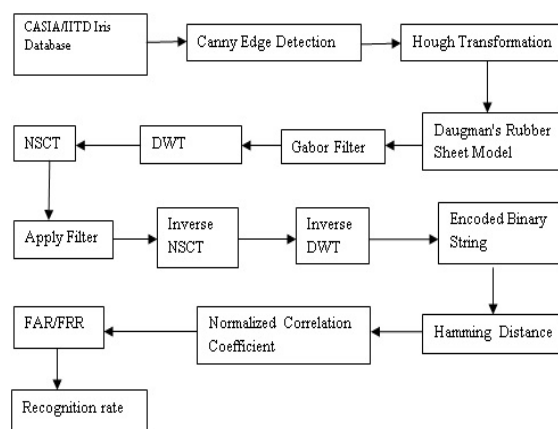 CASIA/IITD Iris
Database
Canny Edge Detection
Hough Transformation
Daugman's Rubber
Sheet Model
Gabor Filter
DWT
NSCT
Apply Filter
Inverse
NSCT
Inverse
DWT
Encoded Binary
String
Hamming Distance
Normalized Correlation
Coefficient
FAR/FRR
Recognition rate